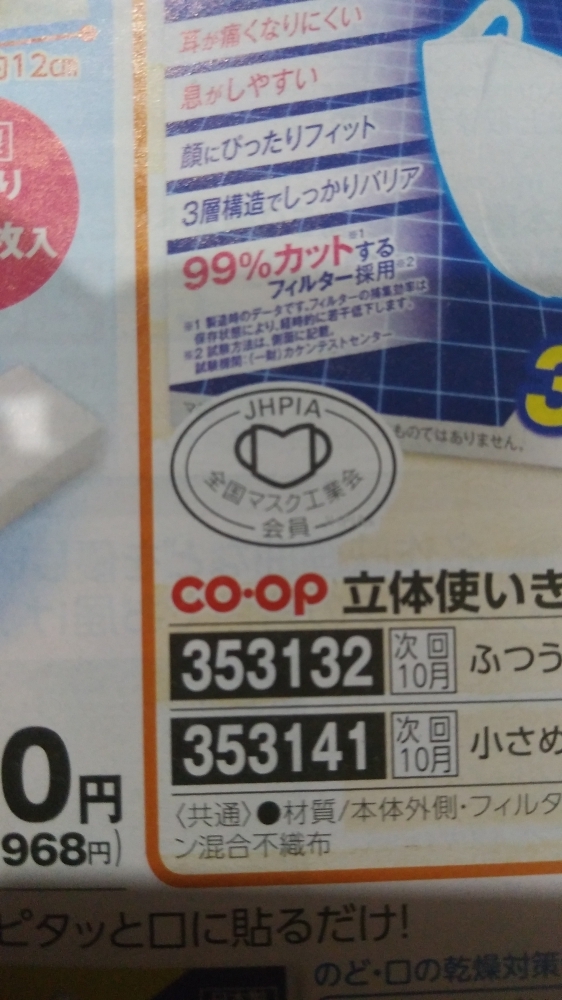 約12cm
り
枚入
耳が痛くなりにくい
息がしやすい
顔にぴったりフィット
3層構造でしっかりバリア
99%カット※1する
フィルター採用※2
※1 製造時のデータです。フィルターの捕集効率は
保存状態により、経時的に若干低下します。
※2 試験方法は、側面に記載。
試験機関:(一財)カケンテストセンター
3
ものではありません。
JHPIA
全国マスク工業会
会員
CO・OP 立体使いき
353132 次回10月 ふつう
353141 次回10月 小さめ
0円
968円)
〈共通〉●材質/本体外側・フィルタ
ン混合不織布
ピタッと口に貼るだけ!
のど・口の乾燥対策